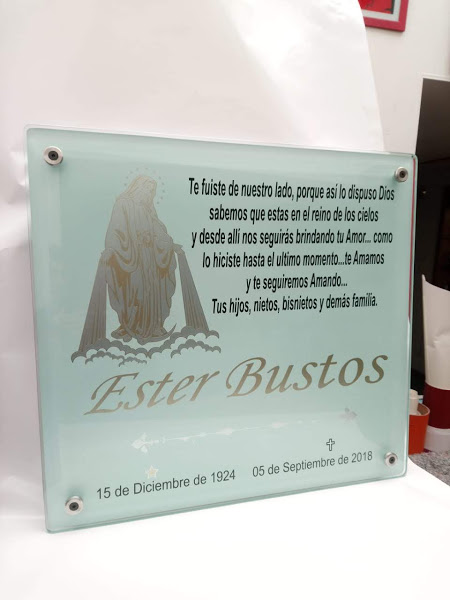 Te fuiste de nuestro lado, porque así lo dispuso Dios
sabemos que estas en el reino de los cielos
y desde allí nos seguirás brindando tu Amor... como
lo hiciste hasta el ultimo momento...te Amamos
y te seguiremos Amando...
Tus hijos, nietos, bisnietos y demás familia.
Ester Bustos
15 de Diciembre de 1924 05 de Septiembre de 2018